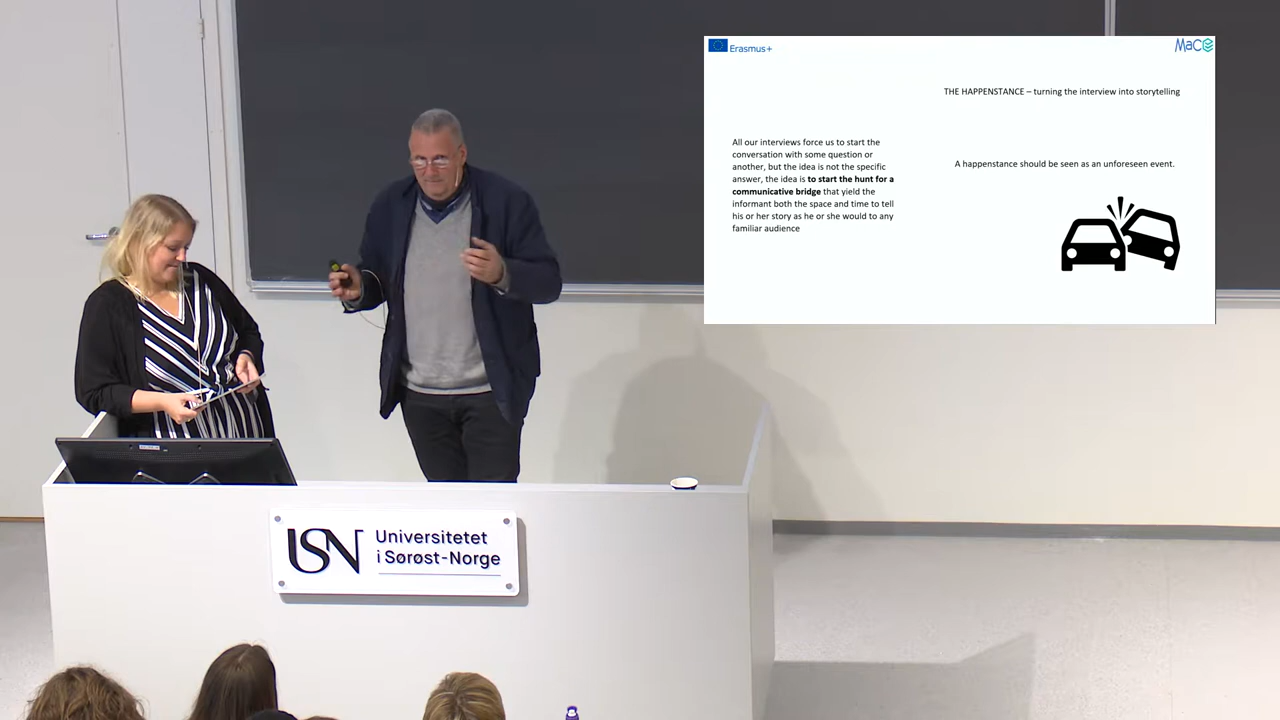 Erasmus+
MaC
THE HAPPENSTANCE – turning the interview into storytelling
All our interviews force us to start the
conversation with some question or
another, but the idea is not the specific
answer, the idea is to start the hunt for a
communicative bridge that yield the
informant both the space and time to tell
his or her story as he or she would to any
familiar audience
A happenstance should be seen as an unforeseen event.
USN
Universitetet
i Sørøst-Norge